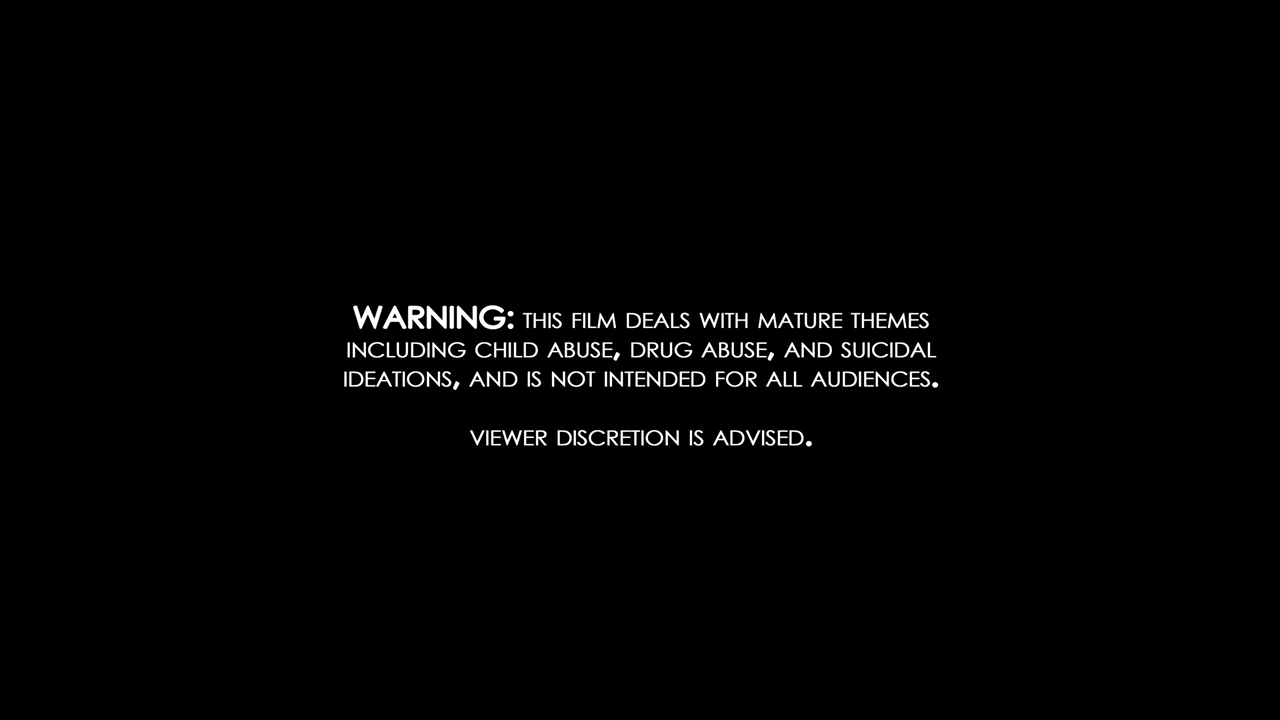 WARNING: THIS FILM DEALS WITH MATURE THEMES
INCLUDING CHILD ABUSE, DRUG ABUSE, AND SUICIDAL
IDEATIONS, AND IS NOT INTENDED FOR ALL AUDIENCES.
VIEWER DISCRETION IS ADVISED.